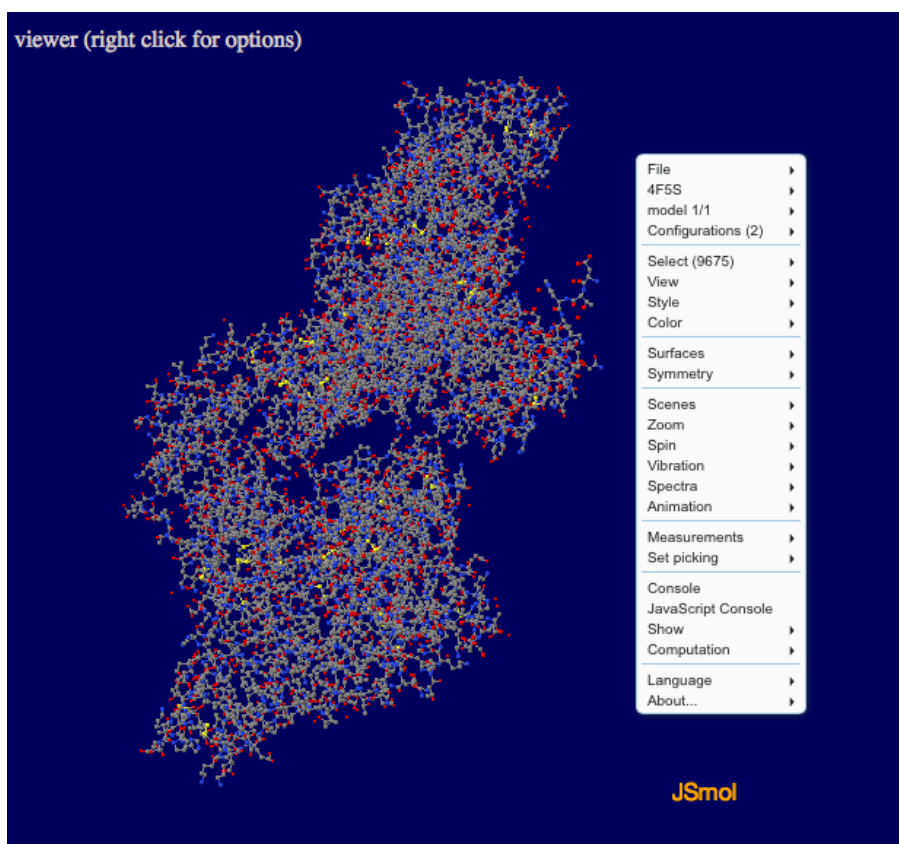 viewer (right click for options)
File
4F5S
model 1/1
Configurations (2)
Select (9675)
View
Style
Color
Surfaces
Symmetry
Scenes
Zoom
Spin
Vibration
Spectra
Animation
Measurements
Set picking
Console
JavaScript Console
Show
Computation
Language
About...
JSmol